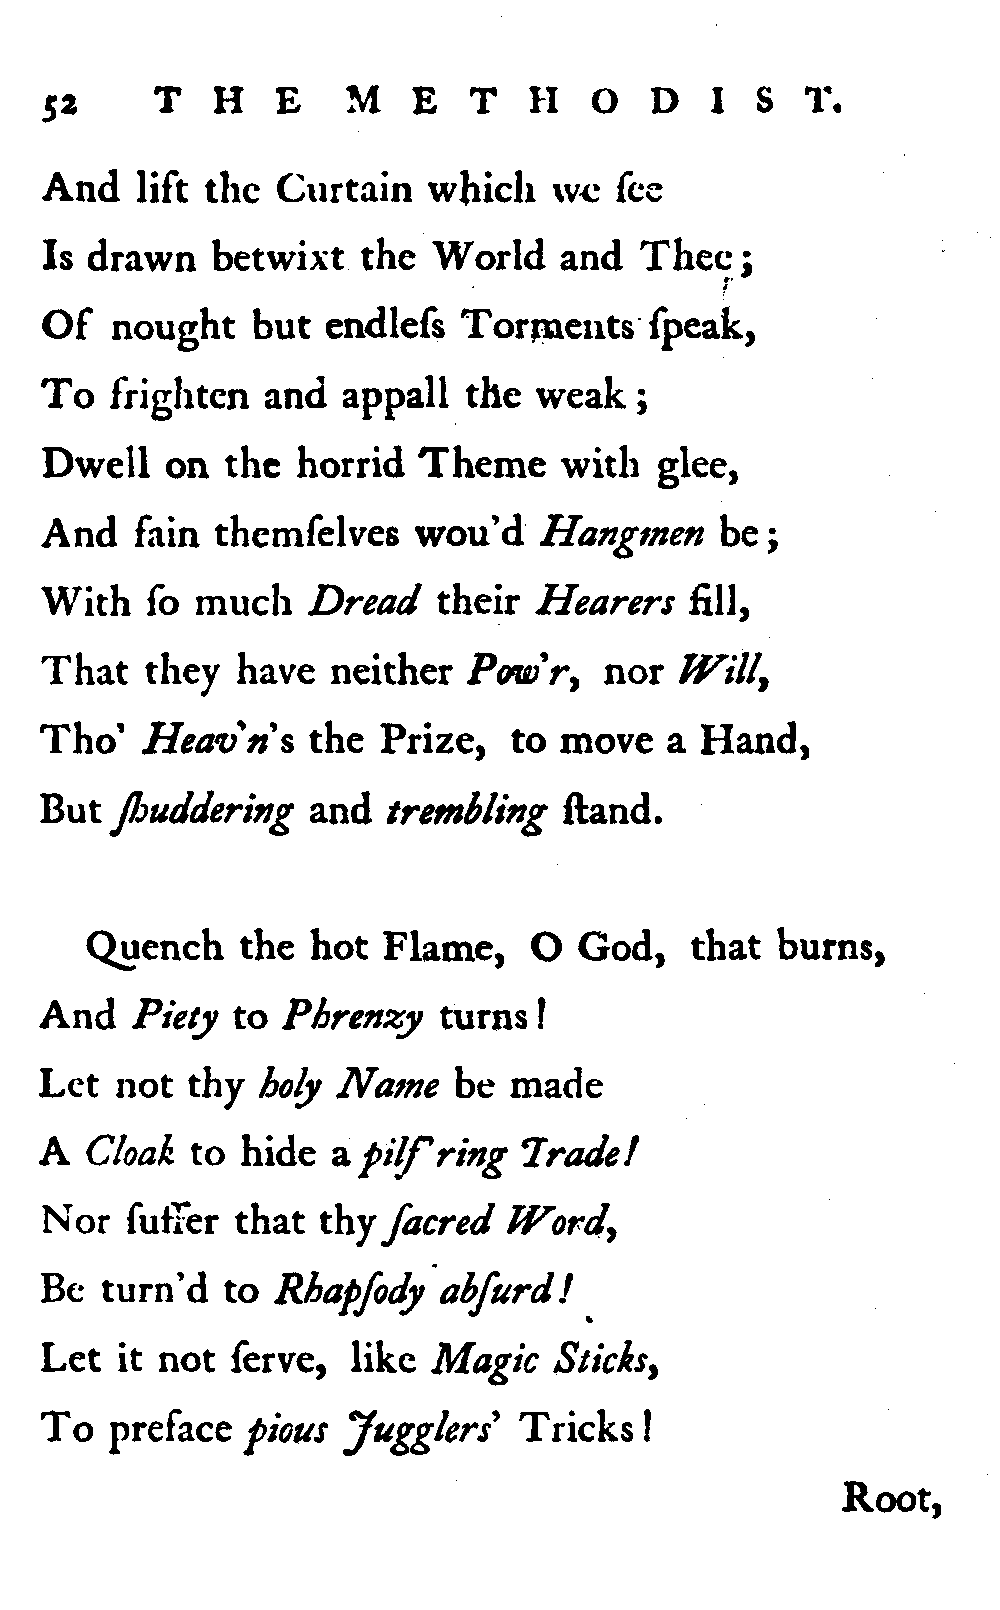 52 THE METHODIST.
And lift the Curtain which we ſee
Is drawn betwixt the World and Thee;
Of nought but endleſs Torments ſpeak,
To frighten and appall the weak;
Dwell on the horrid Theme with glee,
And fain themſelves wou'd Hangmen be;
With ſo much Dread their Hearers fill,
That they have neither Pow'r, nor Will,
Tho' Heav'n's the Prize, to move a Hand,
But ſhuddering and trembling ſtand.
Quench the hot Flame, O God, that burns,
And Piety to Phrenzy turns!
Let not thy holy Name be made
A Cloak to hide a pilf'ring Trade!
Nor ſuffer that thy ſacred Word,
Be turn'd to Rhapſody abſurd!
Let it not ſerve, like Magic Sticks,
To preface pious Jugglers' Tricks!
Root,